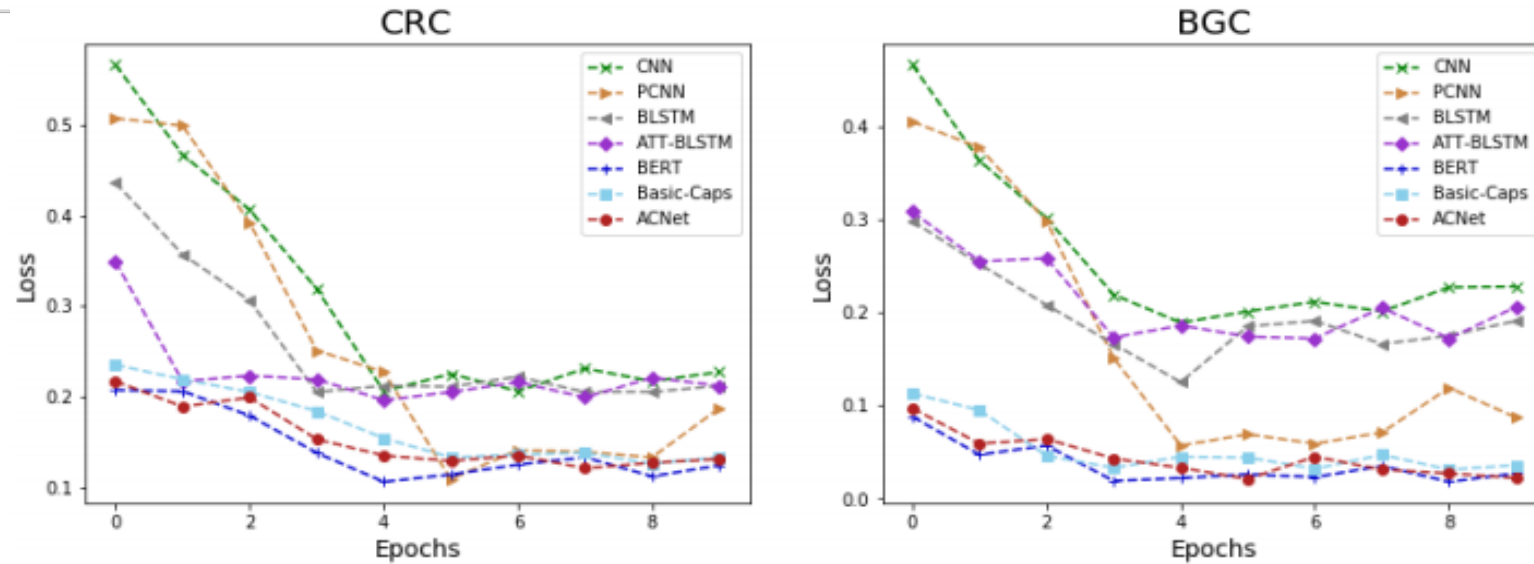 CRC
CNN
PCNN
BLSTM
ATT-BLSTM
BERT
Basic-Caps
ACNet
0.5
0.4
0.3
0.2
0.1
Loss
0 2 4 6 8
Epochs
BGC
CNN
PCNN
BLSTM
ATT-BLSTM
BERT
Basic-Caps
ACNet
0.4
0.3
0.2
0.1
0.0
Loss
0 2 4 6 8
Epochs